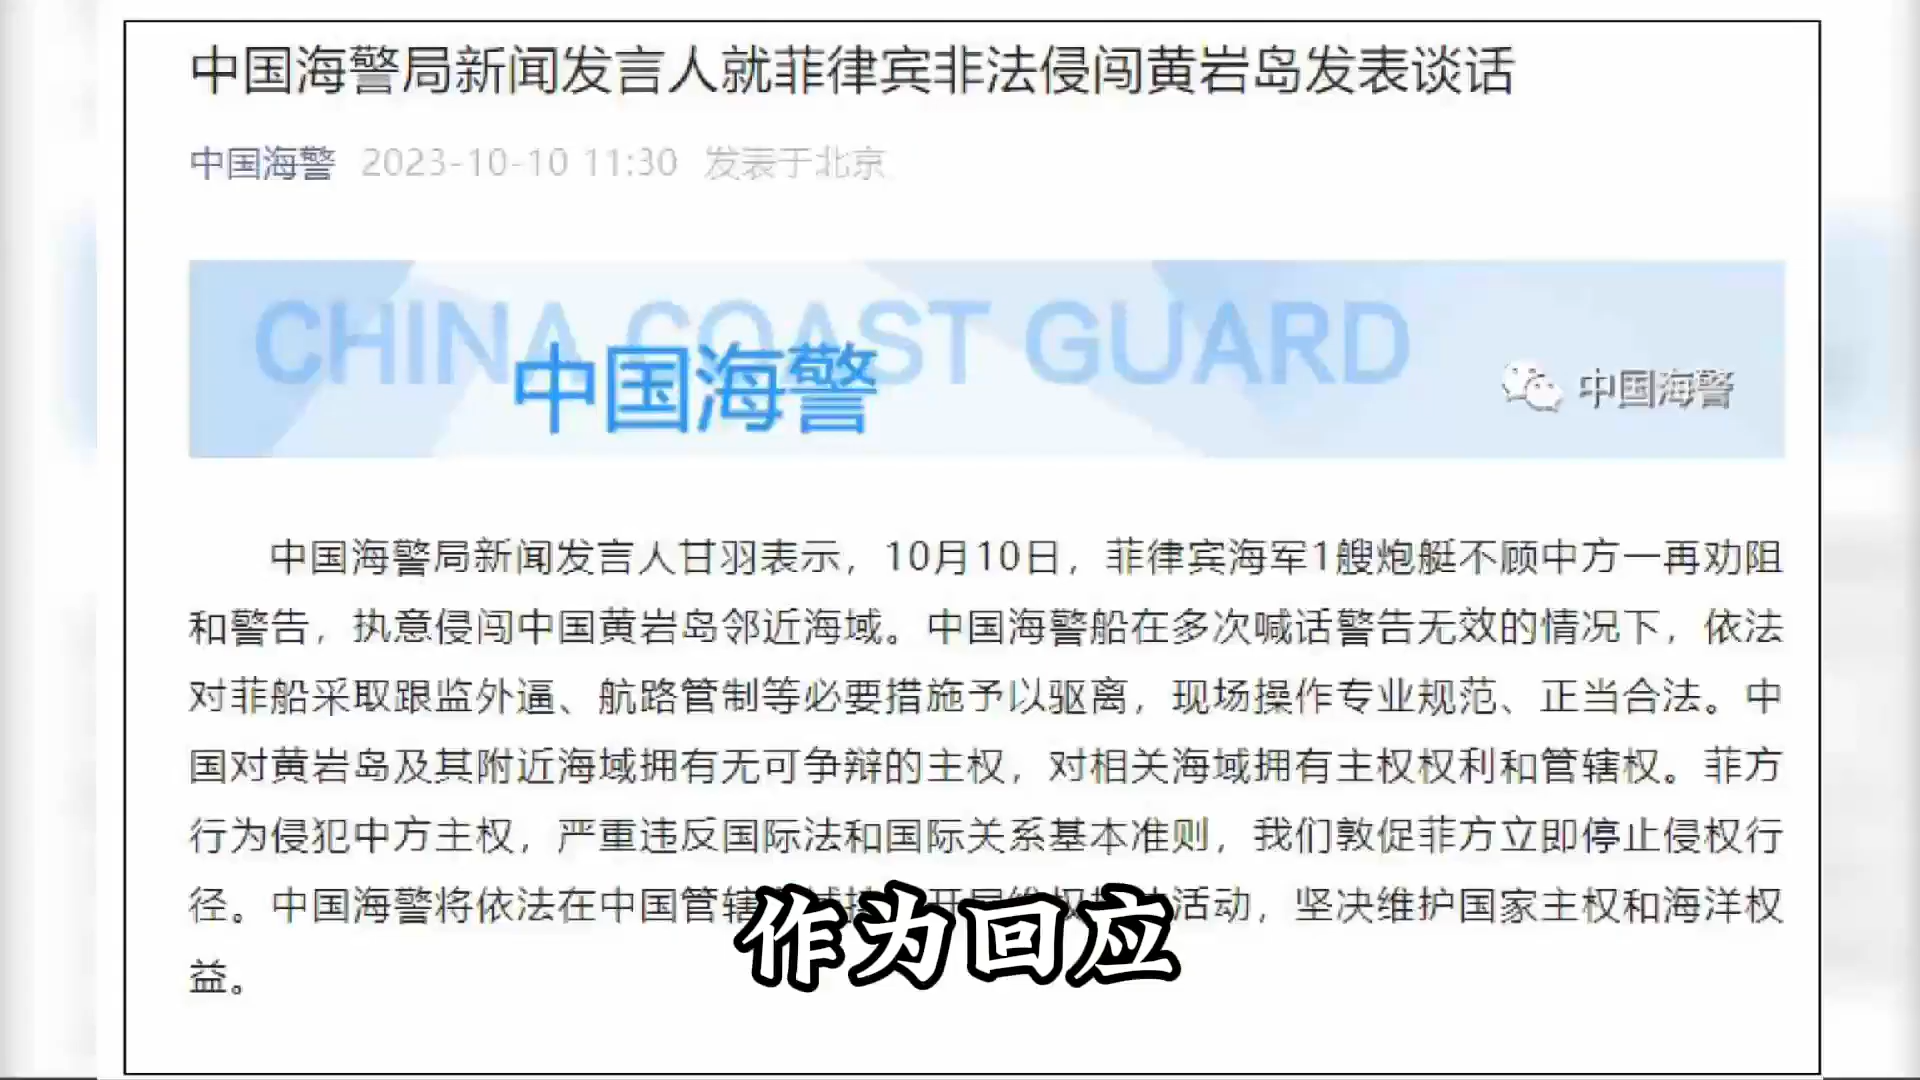 中国海警局新闻发言人就菲律宾非法侵闯黄岩岛发表谈话
中国海警 2023-10-10 11:30 发表于北京
CHINA COAST GUARD
中国海警
中国海警
中国海警局新闻发言人甘羽表示，10月10日，菲律宾海军1艘炮艇不顾中方一再劝阻
和警告，执意侵闯中国黄岩岛邻近海域。中国海警船在多次喊话警告无效的情况下，依法
对菲船采取跟监外逼、航路管制等必要措施予以驱离，现场操作专业规范、正当合法。中
国对黄岩岛及其附近海域拥有无可争辩的主权，对相关海域拥有主权权利和管辖权。菲方
行为侵犯中方主权，严重违反国际法和国际关系基本准则，我们敦促菲方立即停止侵权行
径。中国海警将依法在中国管辖 活动，坚决维护国家主权和海洋权
益。
作为回应